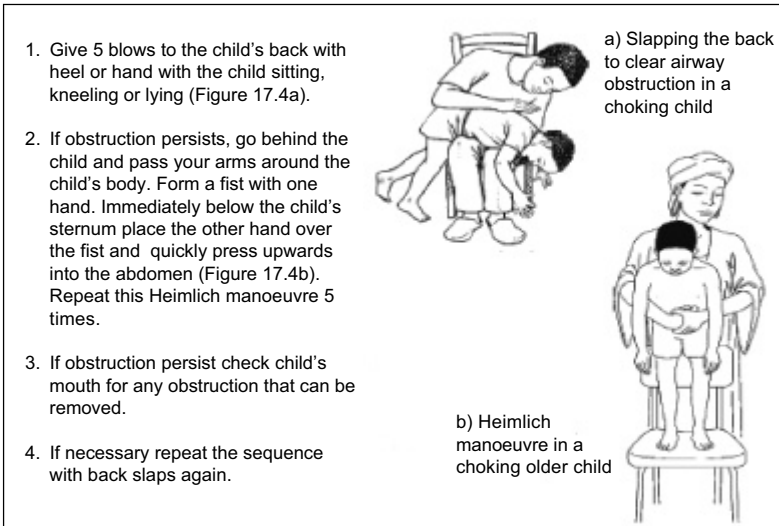 1. Give 5 blows to the child's back with
heel or hand with the child sitting,
kneeling or lying (Figure 17.4a).
2. If obstruction persists, go behind the
child and pass your arms around the
child's body. Form a fist with one
hand. Immediately below the child's
sternum place the other hand over
the fist and quickly press upwards
into the abdomen (Figure 17.4b).
Repeat this Heimlich manoeuvre 5
times.
3. If obstruction persist check child's
mouth for any obstruction that can be
removed.
4. If necessary repeat the sequence
with back slaps again.
a) Slapping the back
to clear airway
obstruction in a
choking child
b) Heimlich
manoeuvre in a
choking older child